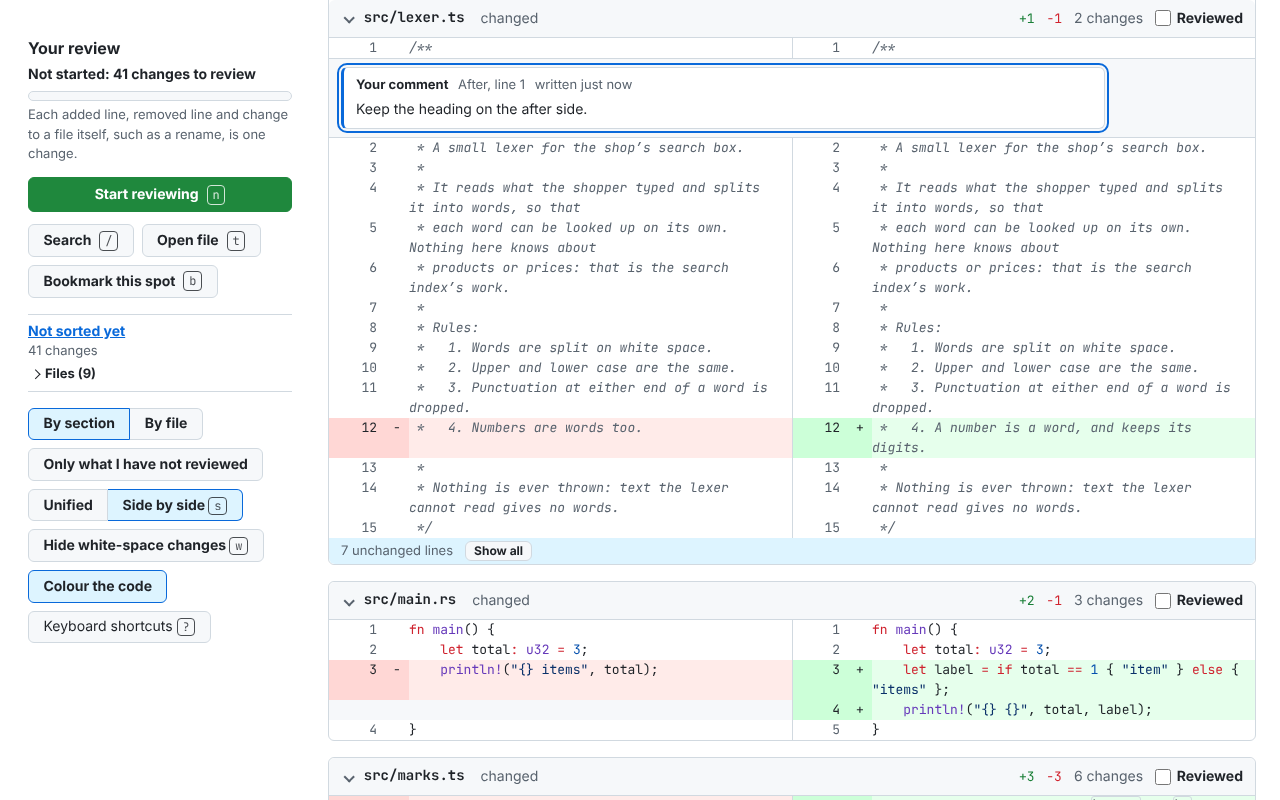 Your review
Not started: 41 changes to review
Each added line, removed line and change
to a file itself, such as a rename, is one
change.
Start reviewing n
Search / Open file t
Bookmark this spot b
Not sorted yet
41 changes
Files (9)
By section By file
Only what I have not reviewed
Unified Side by side s
Hide white-space changes w
Colour the code
Keyboard shortcuts ?
src/lexer.ts changed +1 -1 2 changes Reviewed
1 /** 1 /**
Your comment After, line 1 written just now
Keep the heading on the after side.
2 * A small lexer for the shop’s search box. 2 * A small lexer for the shop’s search box.
3 * 3 *
4 * It reads what the shopper typed and splits 4 * It reads what the shopper typed and splits
it into words, so that it into words, so that
5 * each word can be looked up on its own. 5 * each word can be looked up on its own.
Nothing here knows about Nothing here knows about
6 * products or prices: that is the search 6 * products or prices: that is the search
index’s work. index’s work.
7 * 7 *
8 * Rules: 8 * Rules:
9 * 1. Words are split on white space. 9 * 1. Words are split on white space.
10 * 2. Upper and lower case are the same. 10 * 2. Upper and lower case are the same.
11 * 3. Punctuation at either end of a word is 11 * 3. Punctuation at either end of a word is
dropped. dropped.
12 - * 4. Numbers are words too. 12 + * 4. A number is a word, and keeps its
digits.
13 * 13 *
14 * Nothing is ever thrown: text the lexer 14 * Nothing is ever thrown: text the lexer
cannot read gives no words. cannot read gives no words.
15 */ 15 */
7 unchanged lines Show all
src/main.rs changed +2 -1 3 changes Reviewed
1 fn main() { 1 fn main() {
2 let total: u32 = 3; 2 let total: u32 = 3;
3 - println!("{} items", total); 3 + let label = if total == 1 { "item" } else {
"items" };
4 + println!("{} {}", total, label);
4 } 5 }
src/marks.ts changed +3 -3 6 changes Reviewed